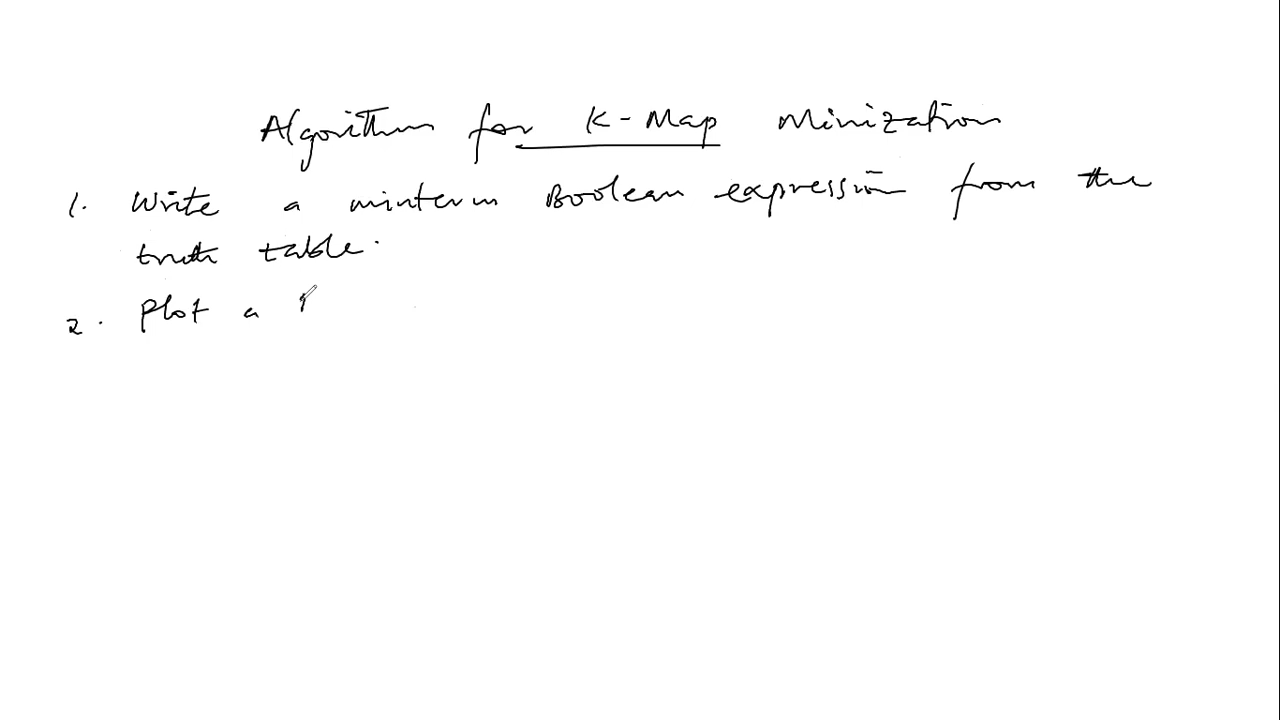 Algorithm for K-Map Minization
1. Write a minterm Boolean expression from the
truth table.
2. Plot a